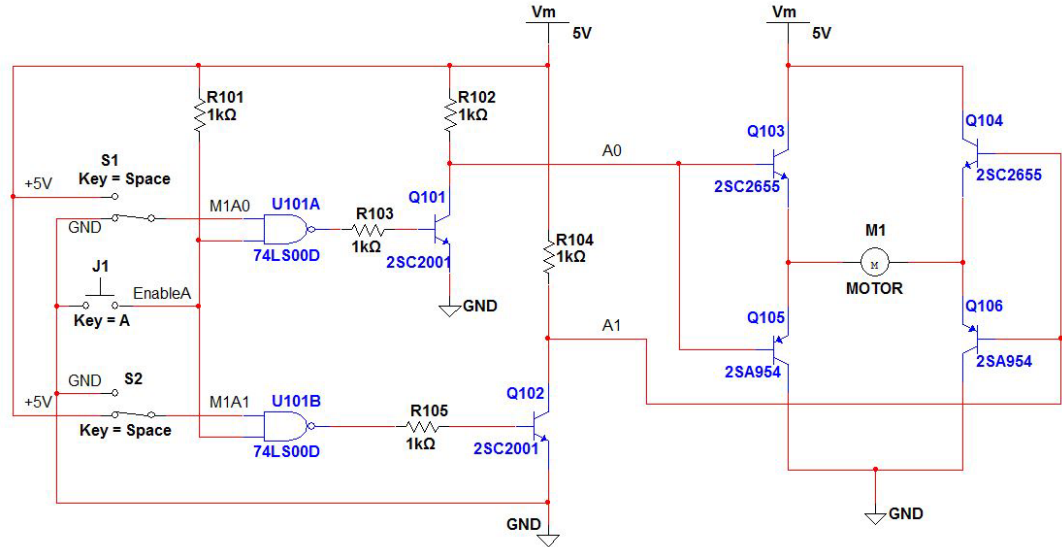 Vm
5V
Vm
5V
R101
1kΩ
R102
1kΩ
Q103
2SC2655
Q104
2SC2655
A0
S1
Key = Space
+5V
GND
M1A0
U101A
74LS00D
R103
1kΩ
Q101
2SC2001
GND
R104
1kΩ
M1
M
MOTOR
J1
EnableA
Key = A
A1
Q105
2SA954
Q106
2SA954
GND
S2
+5V
Key = Space
M1A1
U101B
74LS00D
R105
1kΩ
Q102
2SC2001
GND
GND